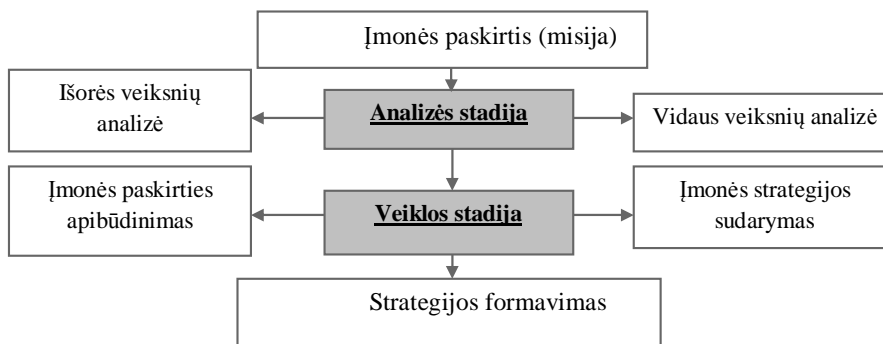 Įmonės paskirtis (misija)
Išorės veiksnių
analizė
Analizės stadija
Vidaus veiksnių analizė
Įmonės paskirties
apibūdinimas
Veiklos stadija
Įmonės strategijos
sudarymas
Strategijos formavimas